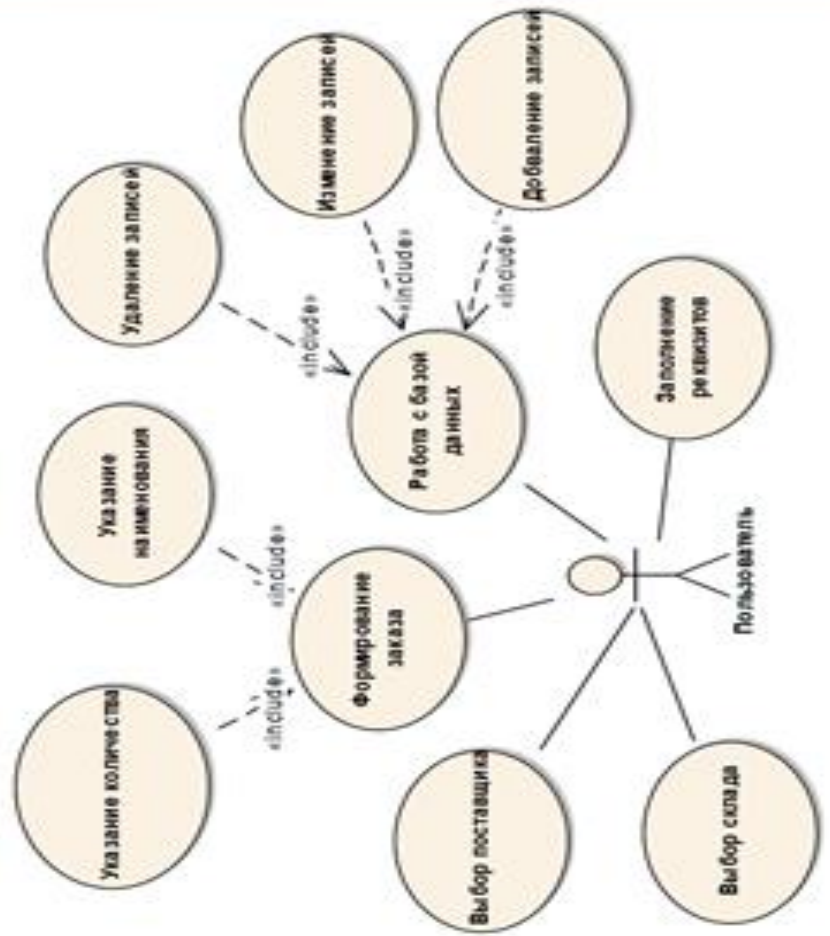 Указание количества
Указание
наименования
Удаление записей
Изменение записей
Добваление записей
«include»
«include»
«include»
«include»
«include»
Формирование
заказа
Работа с базой
данных
Выбор поставщика
Заполнение
реквизитов
Выбор склада
Пользователь